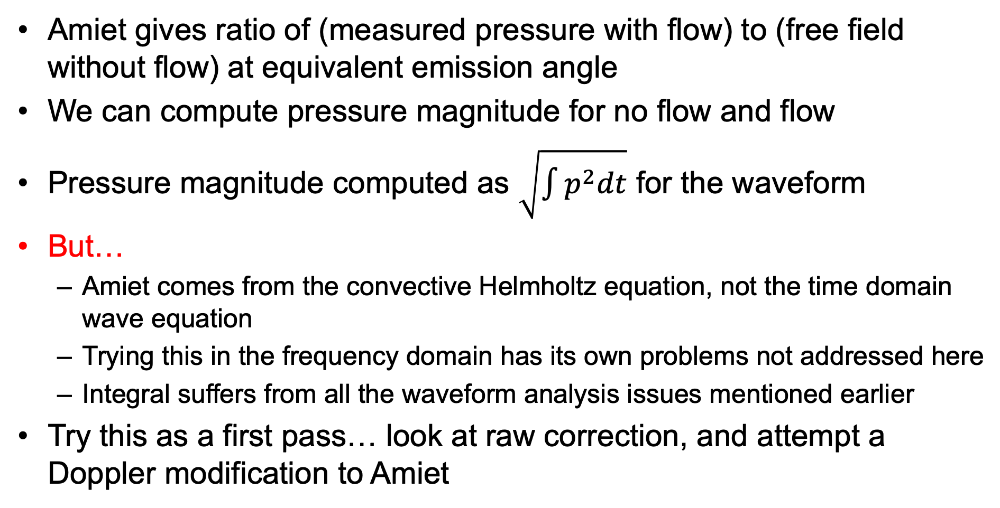 • Amiet gives ratio of (measured pressure with flow) to (free field
without flow) at equivalent emission angle
• We can compute pressure magnitude for no flow and flow
• Pressure magnitude computed as √∫ p² dt for the waveform
• But…
– Amiet comes from the convective Helmholtz equation, not the time domain
wave equation
– Trying this in the frequency domain has its own problems not addressed here
– Integral suffers from all the waveform analysis issues mentioned earlier
• Try this as a first pass… look at raw correction, and attempt a
Doppler modification to Amiet